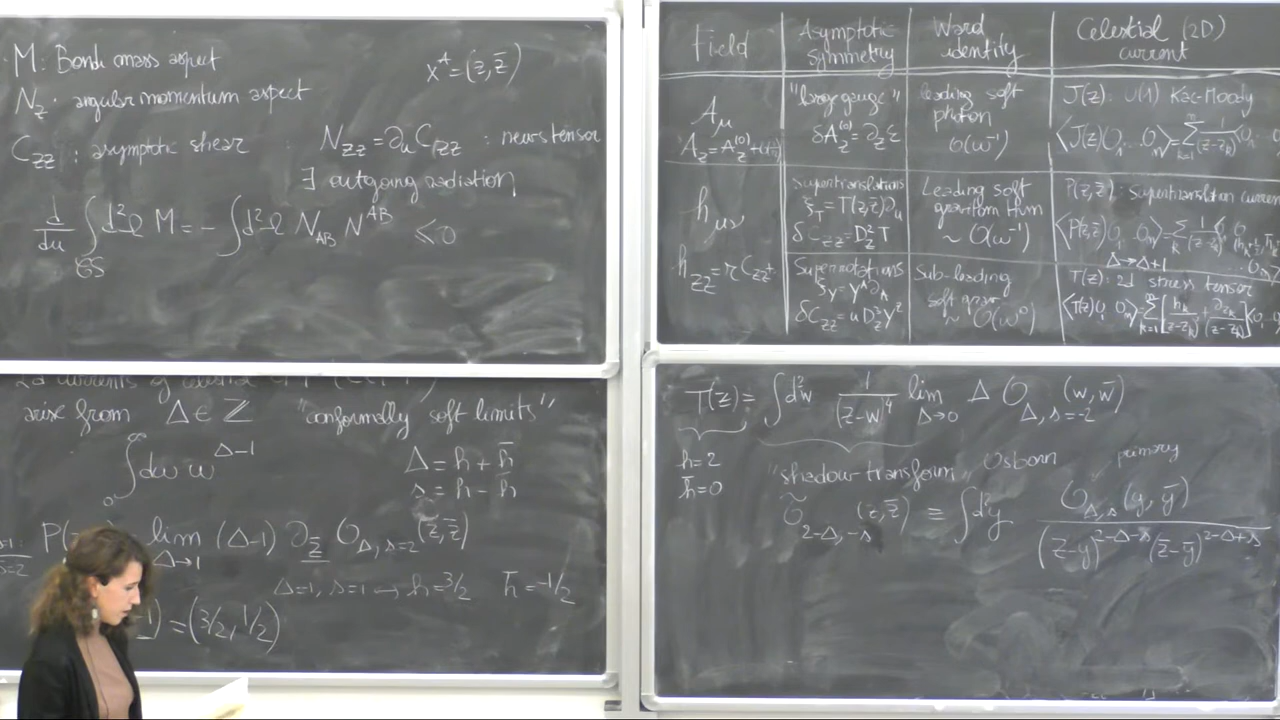 M: Bondi mass aspect
x^A = (z, z̄)
N_z: angular momentum aspect
C_zz: asymptotic shear
N_zz = ∂_u C_zz : news tensor
∃ outgoing radiation
d/du ∫ d²Ω M = - ∫ d²Ω N_AB N^AB ≤ 0
arise from Δ ∈ ℤ "conformally soft limits"
∫_0^∞ dω ω^{Δ-1}
Δ = h + h̄
s = h - h̄
lim_{Δ→1} (Δ-1) ∂_z̄ O_{Δ,s=2}(z, z̄)
Δ=1, s=1 → h=3/2 h̄=-1/2
= (3/2, 1/2)
Field
Asymptotic symmetry
Ward identity
Celestial (2D) current
A_μ
"large gauge"
δA_z^{(0)} = ∂_z ε
leading soft photon
O(ω^{-1})
J(z): U(1) Kac-Moody
h_μν
h_zz = r C_zz +
Supertranslations
ξ_T = T(z,z̄)∂_u
δC_zz = D_z² T
Leading soft graviton thm
~ O(ω^{-1})
P(z,z̄): supertranslation current
Δ→Δ+1
Superrotations
ξ_Y = Y^A ∂_A
δC_zz = u D_z³ Y^z
Sub-leading
soft grav
~ O(ω^0)
T(z): 2d stress tensor
T(z) = ∫ d²w 1/(z-w)^4 lim_{Δ→0} Δ O_{Δ,s=-2}(w, w̄)
h=2
h̄=0
"shadow transform" Osborn
primary
Õ_{2-Δ,-s}(z,z̄) ≡ ∫ d²y O_{Δ,s}(y,ȳ) / (z-y)^{2-Δ-s} (z̄-ȳ)^{2-Δ+s}